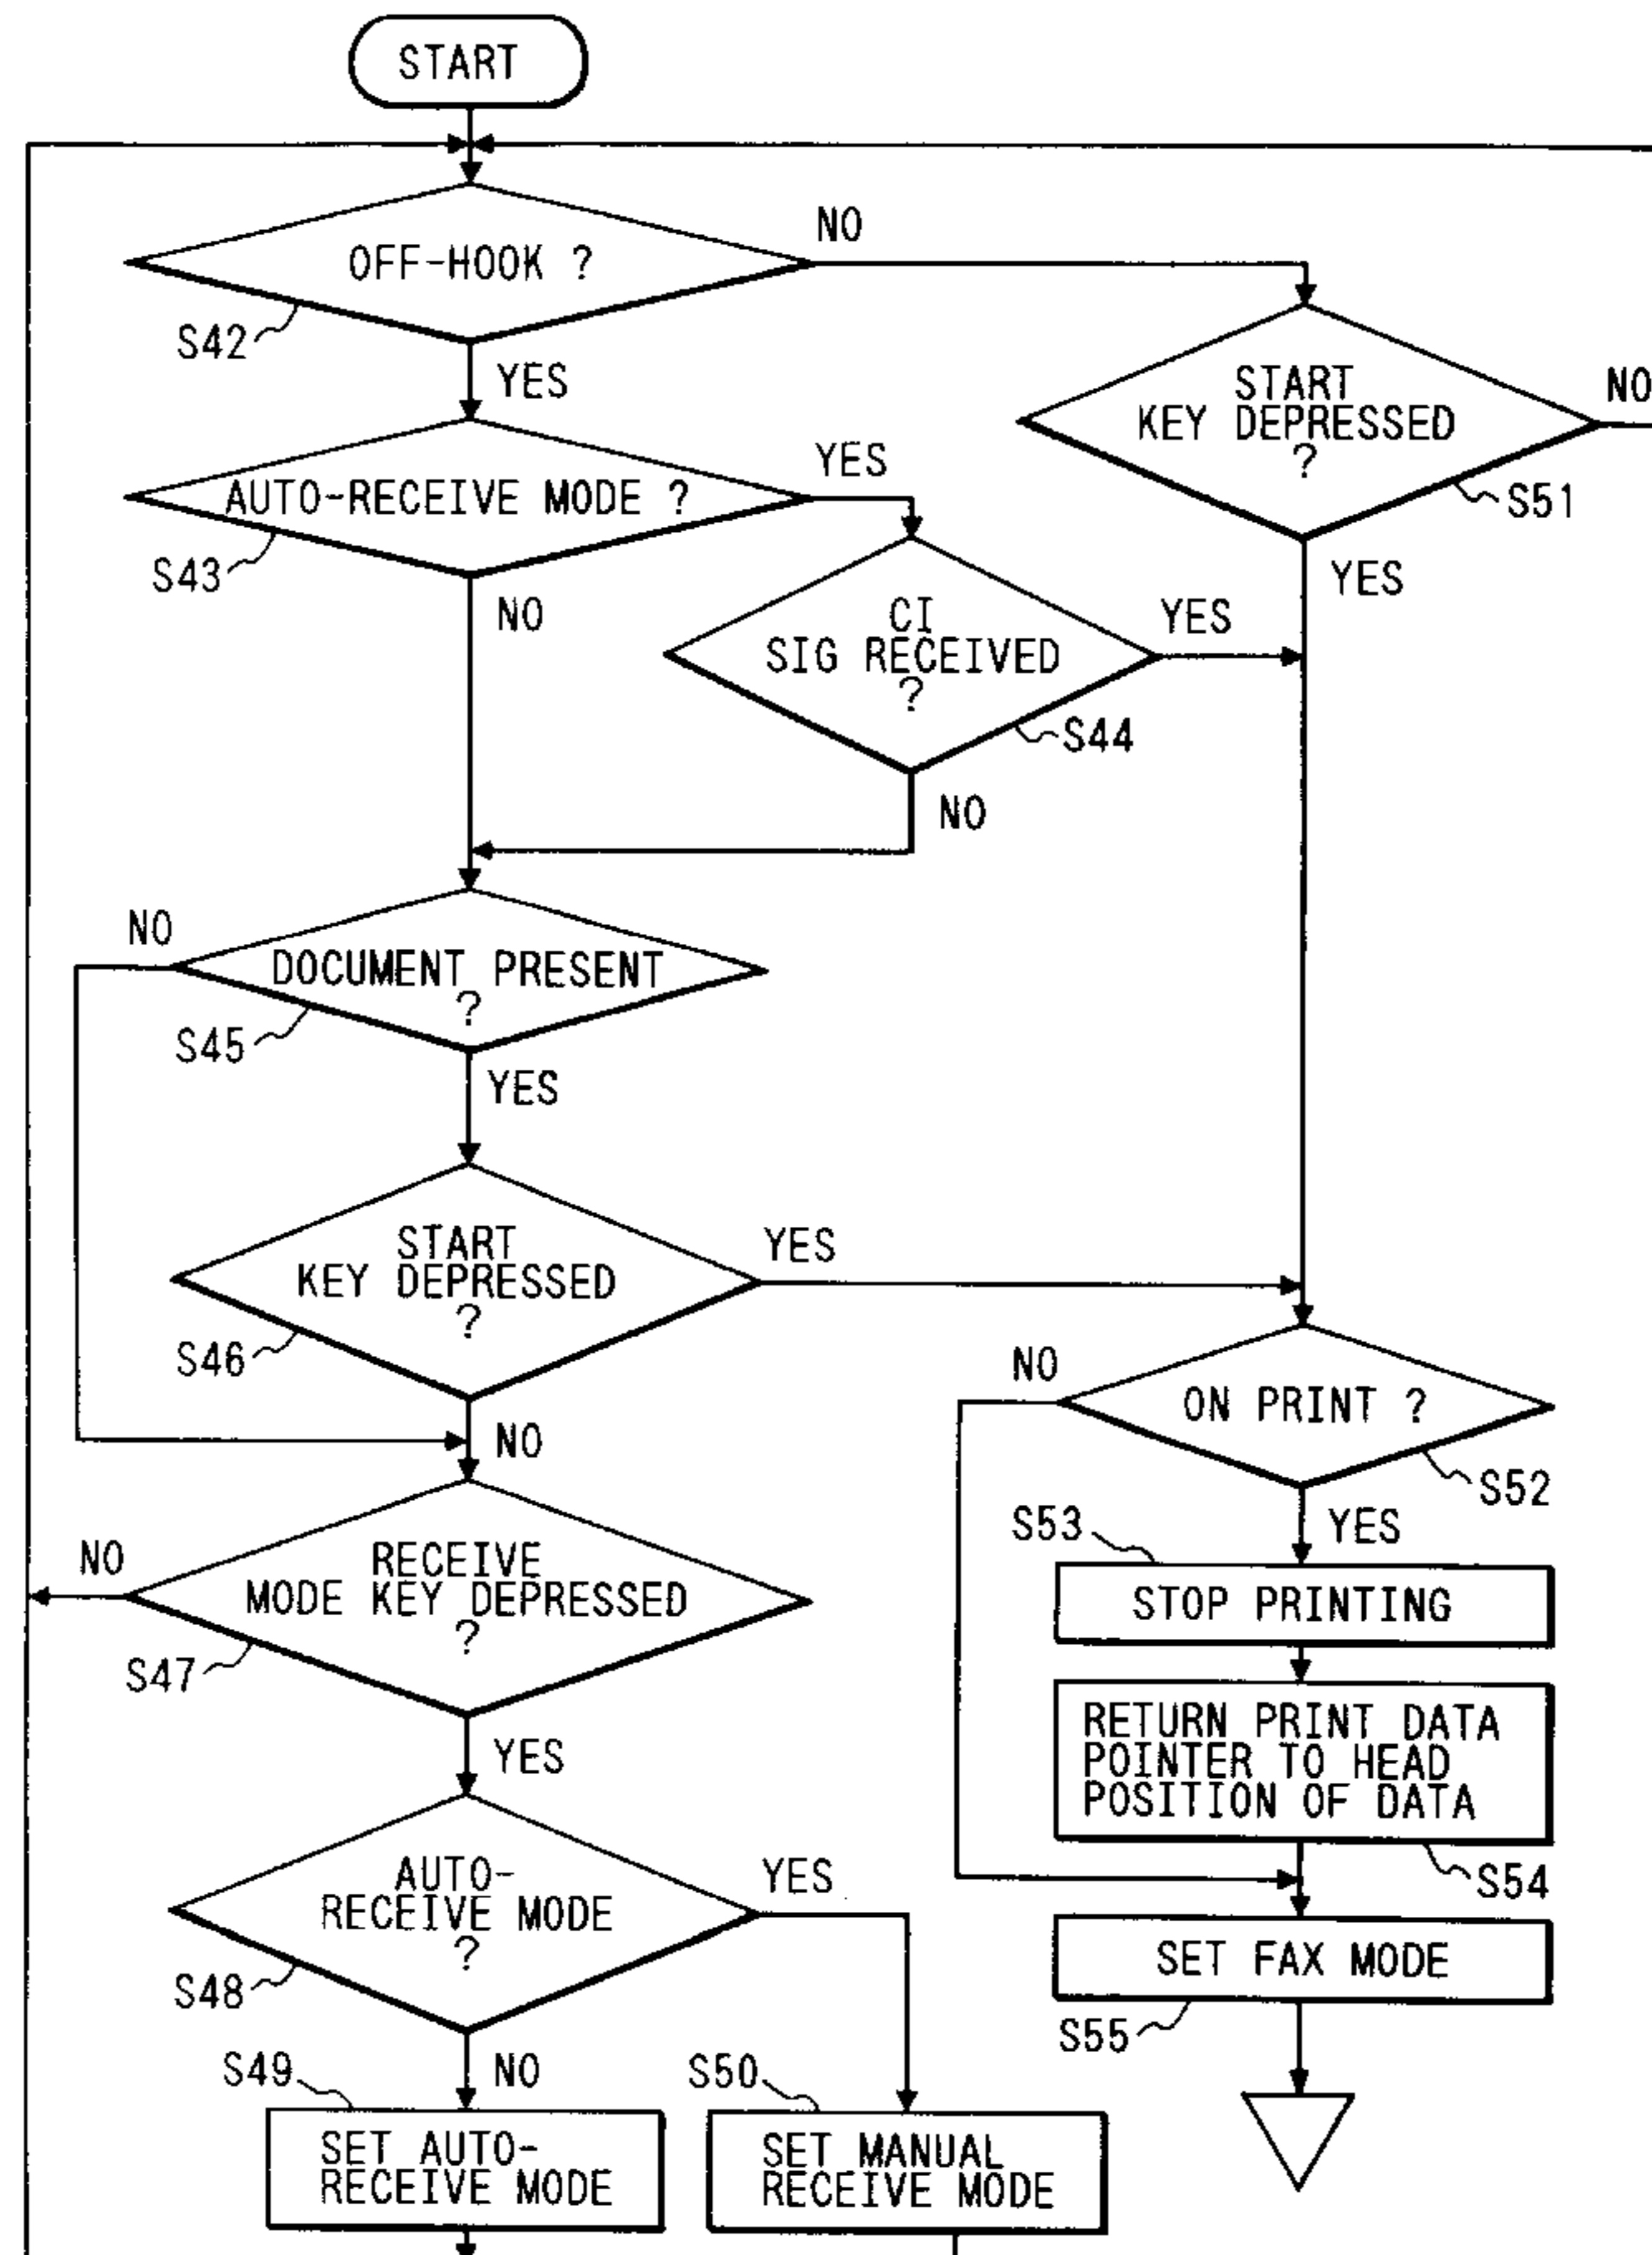 START
OFF-HOOK ?
NO
S42
YES
START
KEY DEPRESSED
?
NO
S51
YES
AUTO-RECEIVE MODE ?
YES
S43
NO
CI
SIG RECEIVED
?
YES
S44
NO
DOCUMENT PRESENT
?
NO
S45
YES
START
KEY DEPRESSED
?
YES
S46
NO
ON PRINT ?
NO
S52
YES
RECEIVE
MODE KEY DEPRESSED
?
NO
S47
YES
S53
STOP PRINTING
RETURN PRINT DATA
POINTER TO HEAD
POSITION OF DATA
S54
AUTO-
RECEIVE MODE
?
YES
S48
NO
SET FAX MODE
S55
S49
SET AUTO-
RECEIVE MODE
S50
SET MANUAL
RECEIVE MODE